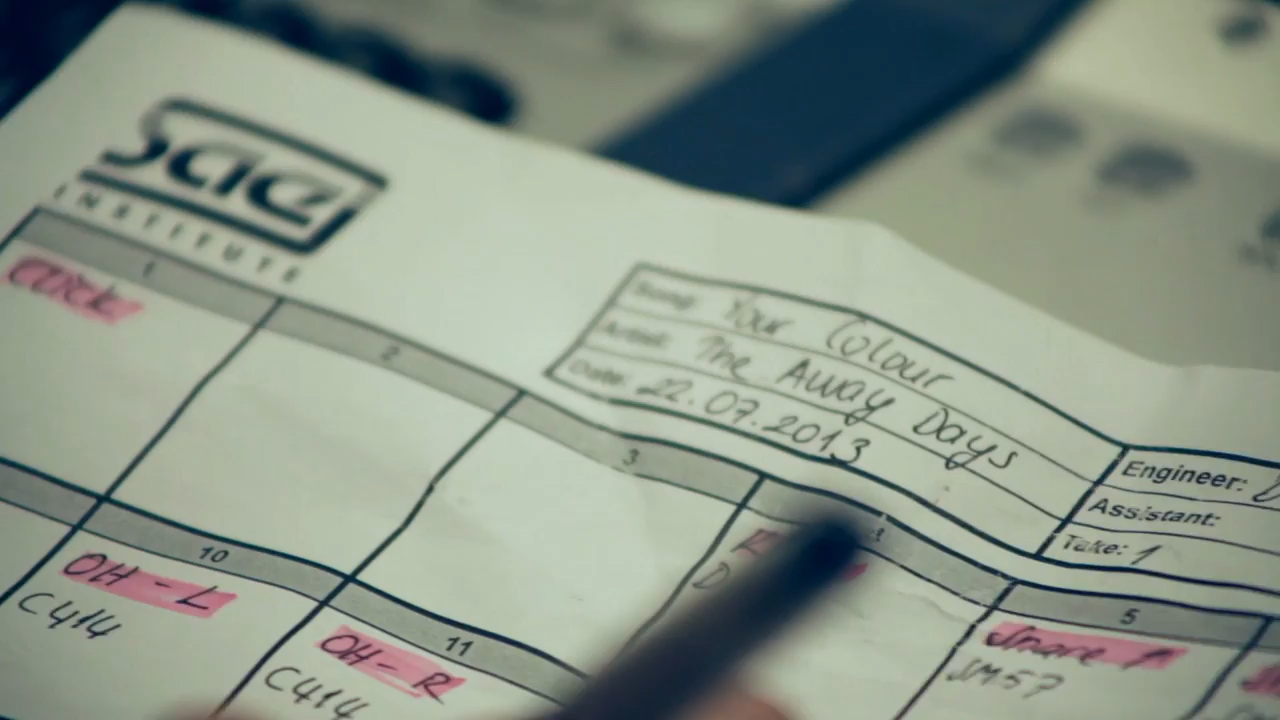 sae
INSTITUTE
Song: Your Colour
Artist: The Away Days
Date: 22.07.2013
Engineer:
Assistant:
Take: 1
1
Click
2
3
4
5
Snare
SM57
10
OH - L
C414
11
OH - R
C414